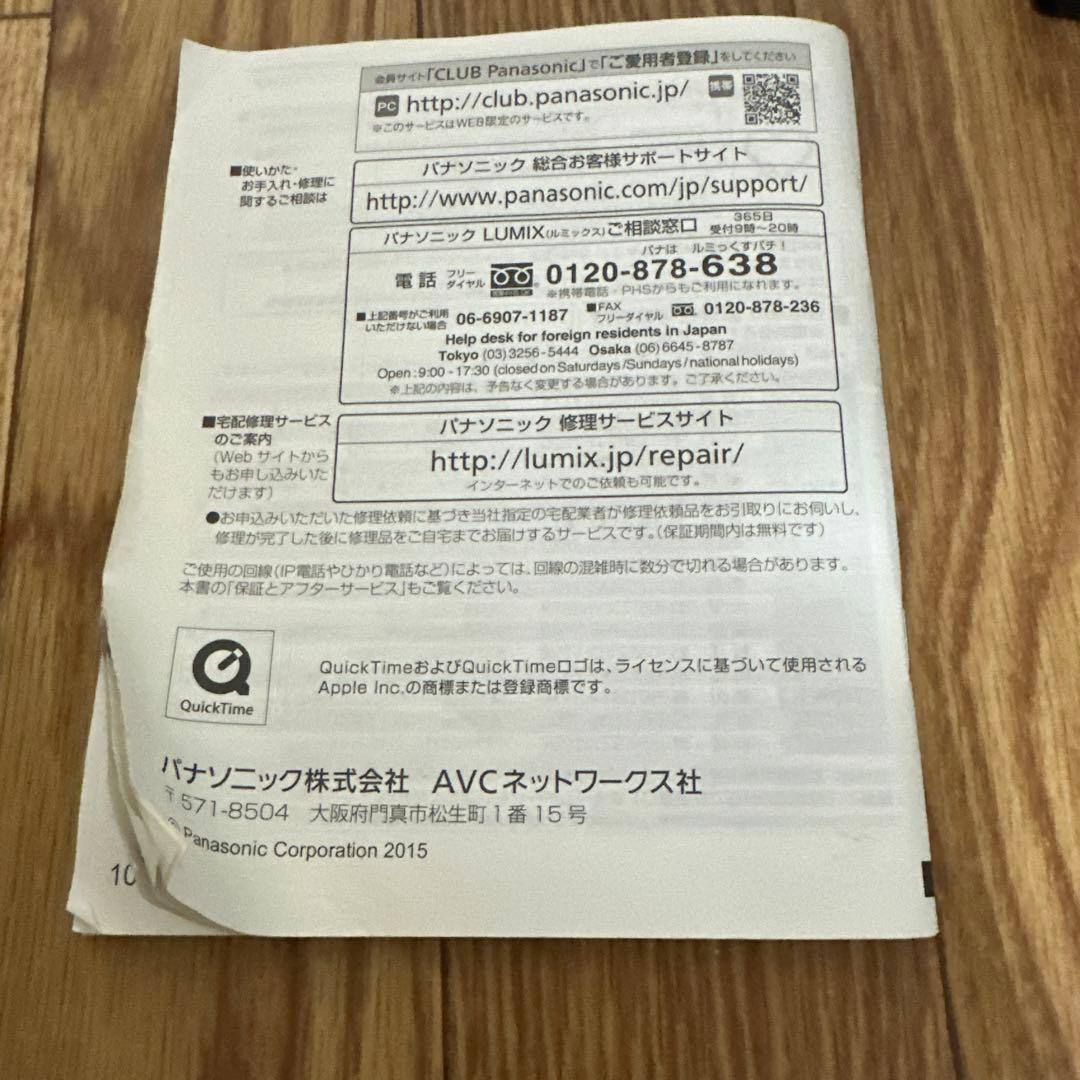 会員サイト「CLUB Panasonic」で「ご愛用者登録」をしてください
PC http://club.panasonic.jp/ 携帯
※このサービスはWEB限定のサービスです。
■使いかた・
お手入れ・修理に
関するご相談は
パナソニック 総合お客様サポートサイト
http://www.panasonic.com/jp/support/
パナソニック LUMIX(ルミックス)ご相談窓口 365日
受付9時〜20時
パナは ルミっくすパチ!
電話 フリーダイヤル 0120-878-638
※携帯電話・PHSからもご利用になれます。
■上記番号がご利用いただけない場合 06-6907-1187 ■FAX フリーダイヤル 0120-878-236
Help desk for foreign residents in Japan
Tokyo (03) 3256-5444 Osaka (06) 6645-8787
Open : 9:00 - 17:30 (closed on Saturdays /Sundays / national holidays)
※上記の内容は、予告なく変更する場合があります。ご了承ください。
■宅配修理サービス
のご案内
(Web サイトから
もお申し込みいた
だけます)
パナソニック 修理サービスサイト
http://lumix.jp/repair/
インターネットでのご依頼も可能です。
●お申込みいただいた修理依頼に基づき当社指定の宅配業者が修理依頼品をお引取りにお伺いし、
修理が完了した後に修理品をご自宅までお届けするサービスです。(保証期間内は無料です)
ご使用の回線(IP電話やひかり電話など)によっては、回線の混雑時に数分で切れる場合があります。
本書の「保証とアフターサービス」もご覧ください。
QuickTime
QuickTimeおよびQuickTimeロゴは、ライセンスに基づいて使用される
Apple Inc.の商標または登録商標です。
パナソニック株式会社 AVCネットワークス社
〒571-8504 大阪府門真市松生町1番15号
© Panasonic Corporation 2015